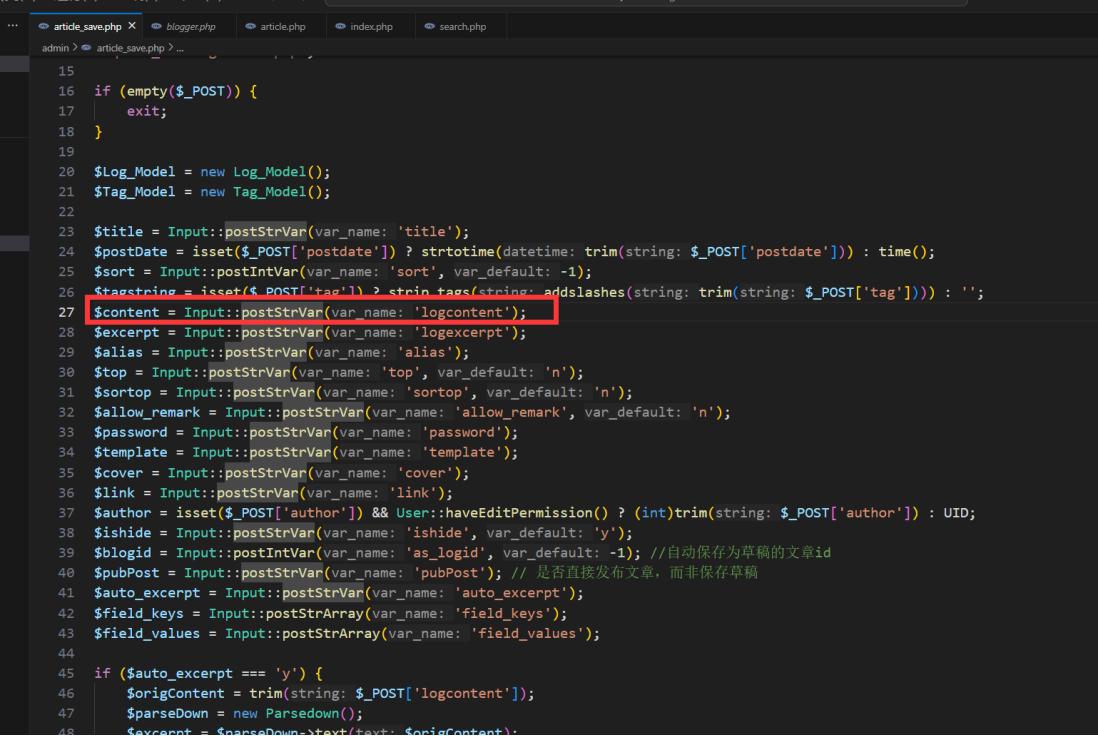 article_save.php × blogger.php article.php index.php search.php
admin > article_save.php > ...
15
16 if (empty($_POST)) {
17 exit;
18 }
19
20 $Log_Model = new Log_Model();
21 $Tag_Model = new Tag_Model();
22
23 $title = Input::postStrVar(var_name: 'title');
24 $postDate = isset($_POST['postdate']) ? strtotime(datetime: trim(string: $_POST['postdate'])) : time();
25 $sort = Input::postIntVar(var_name: 'sort', var_default: -1);
26 $tagstring = isset($_POST['tag']) ? strip_tags(string: addslashes(string: trim(string: $_POST['tag']))) : '';
27 $content = Input::postStrVar(var_name: 'logcontent');
28 $excerpt = Input::postStrVar(var_name: 'logexcerpt');
29 $alias = Input::postStrVar(var_name: 'alias');
30 $top = Input::postStrVar(var_name: 'top', var_default: 'n');
31 $sortop = Input::postStrVar(var_name: 'sortop', var_default: 'n');
32 $allow_remark = Input::postStrVar(var_name: 'allow_remark', var_default: 'n');
33 $password = Input::postStrVar(var_name: 'password');
34 $template = Input::postStrVar(var_name: 'template');
35 $cover = Input::postStrVar(var_name: 'cover');
36 $link = Input::postStrVar(var_name: 'link');
37 $author = isset($_POST['author']) && User::haveEditPermission() ? (int)trim(string: $_POST['author']) : UID;
38 $ishide = Input::postStrVar(var_name: 'ishide', var_default: 'y');
39 $blogid = Input::postIntVar(var_name: 'as_logid', var_default: -1); //自动保存为草稿的文章id
40 $pubPost = Input::postStrVar(var_name: 'pubPost'); // 是否直接发布文章，而非保存草稿
41 $auto_excerpt = Input::postStrVar(var_name: 'auto_excerpt');
42 $field_keys = Input::postStrArray(var_name: 'field_keys');
43 $field_values = Input::postStrArray(var_name: 'field_values');
44
45 if ($auto_excerpt === 'y') {
46 $origContent = trim(string: $_POST['logcontent']);
47 $parseDown = new Parsedown();
48 $excerpt = $parseDown->text(text: $origContent);